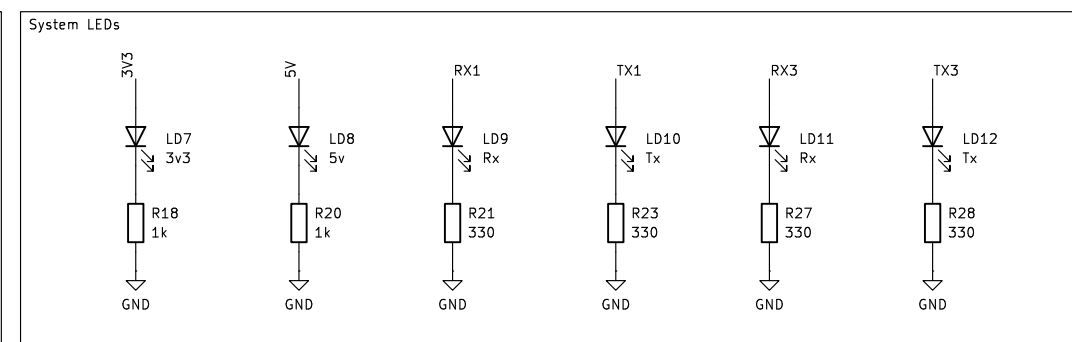 System LEDs
3V3
5V
RX1
TX1
RX3
TX3
LD7
3v3
LD8
5v
LD9
Rx
LD10
Tx
LD11
Rx
LD12
Tx
R18
1k
R20
1k
R21
330
R23
330
R27
330
R28
330
GND
GND
GND
GND
GND
GND